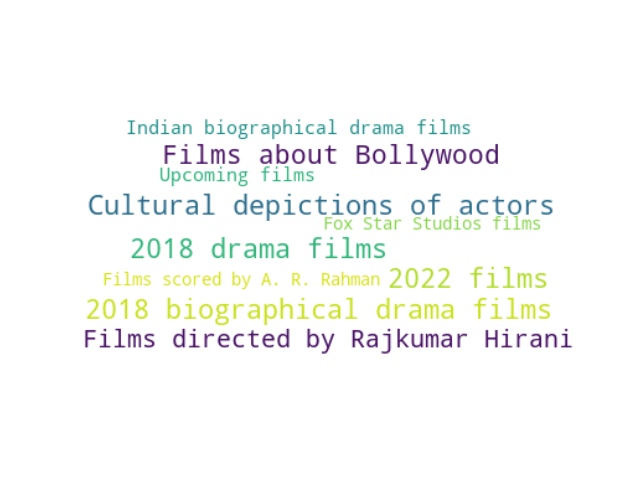 Indian biographical drama films
Films about Bollywood
Upcoming films
Cultural depictions of actors
Fox Star Studios films
2018 drama films
Films scored by A. R. Rahman
2022 films
2018 biographical drama films
Films directed by Rajkumar Hirani